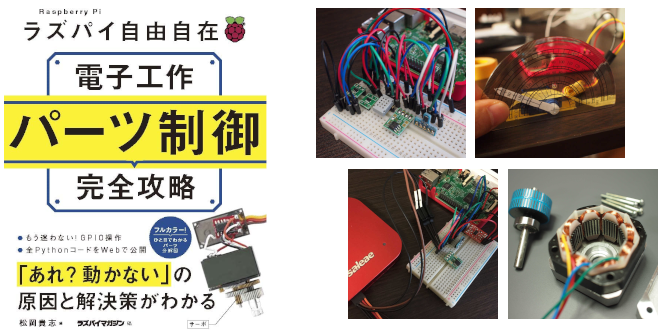 Raspberry Pi
ラズパイ自由自在
電子工作
パーツ制御
完全攻略
● もう迷わない! GPIO操作
● 全PythonコードをWebで公開
フルカラー!
ひと目でわかる
パーツ
分解図
「あれ?動かない」の
原因と解決策がわかる
松岡貴志 著
ラズパイマガジン 編
サーボ
saleae